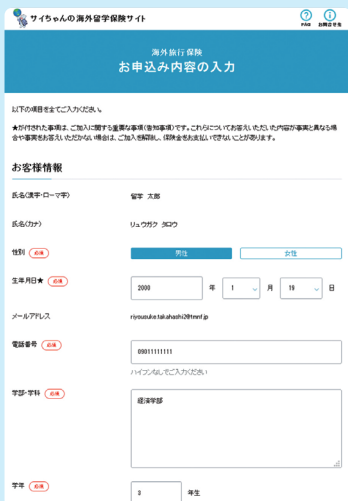 サイちゃんの海外留学保険サイト
FAQ お問合せ先
海外旅行保険
お申込み内容の入力
以下の項目を全てご入力ください。
★が付された事項は、ご加入に関する重要な事項(告知事項)です。これらについてお答えいただいた内容が事実と異なる場
合や事実をお答えいただかない場合は、ご加入を解除し、保険金をお支払いできないことがあります。
お客様情報
氏名(漢字・ローマ字) 留学 太郎
氏名(カナ) リュウガク タロウ
性別 必須 男性 女性
生年月日★ 必須 2000 年 1 月 19 日
メールアドレス riyousuke.takahashi2@tmnf.jp
電話番号 必須 09011111111
ハイフンなしでご入力ください
学部・学科 必須 経済学部
学年 必須 3 年生